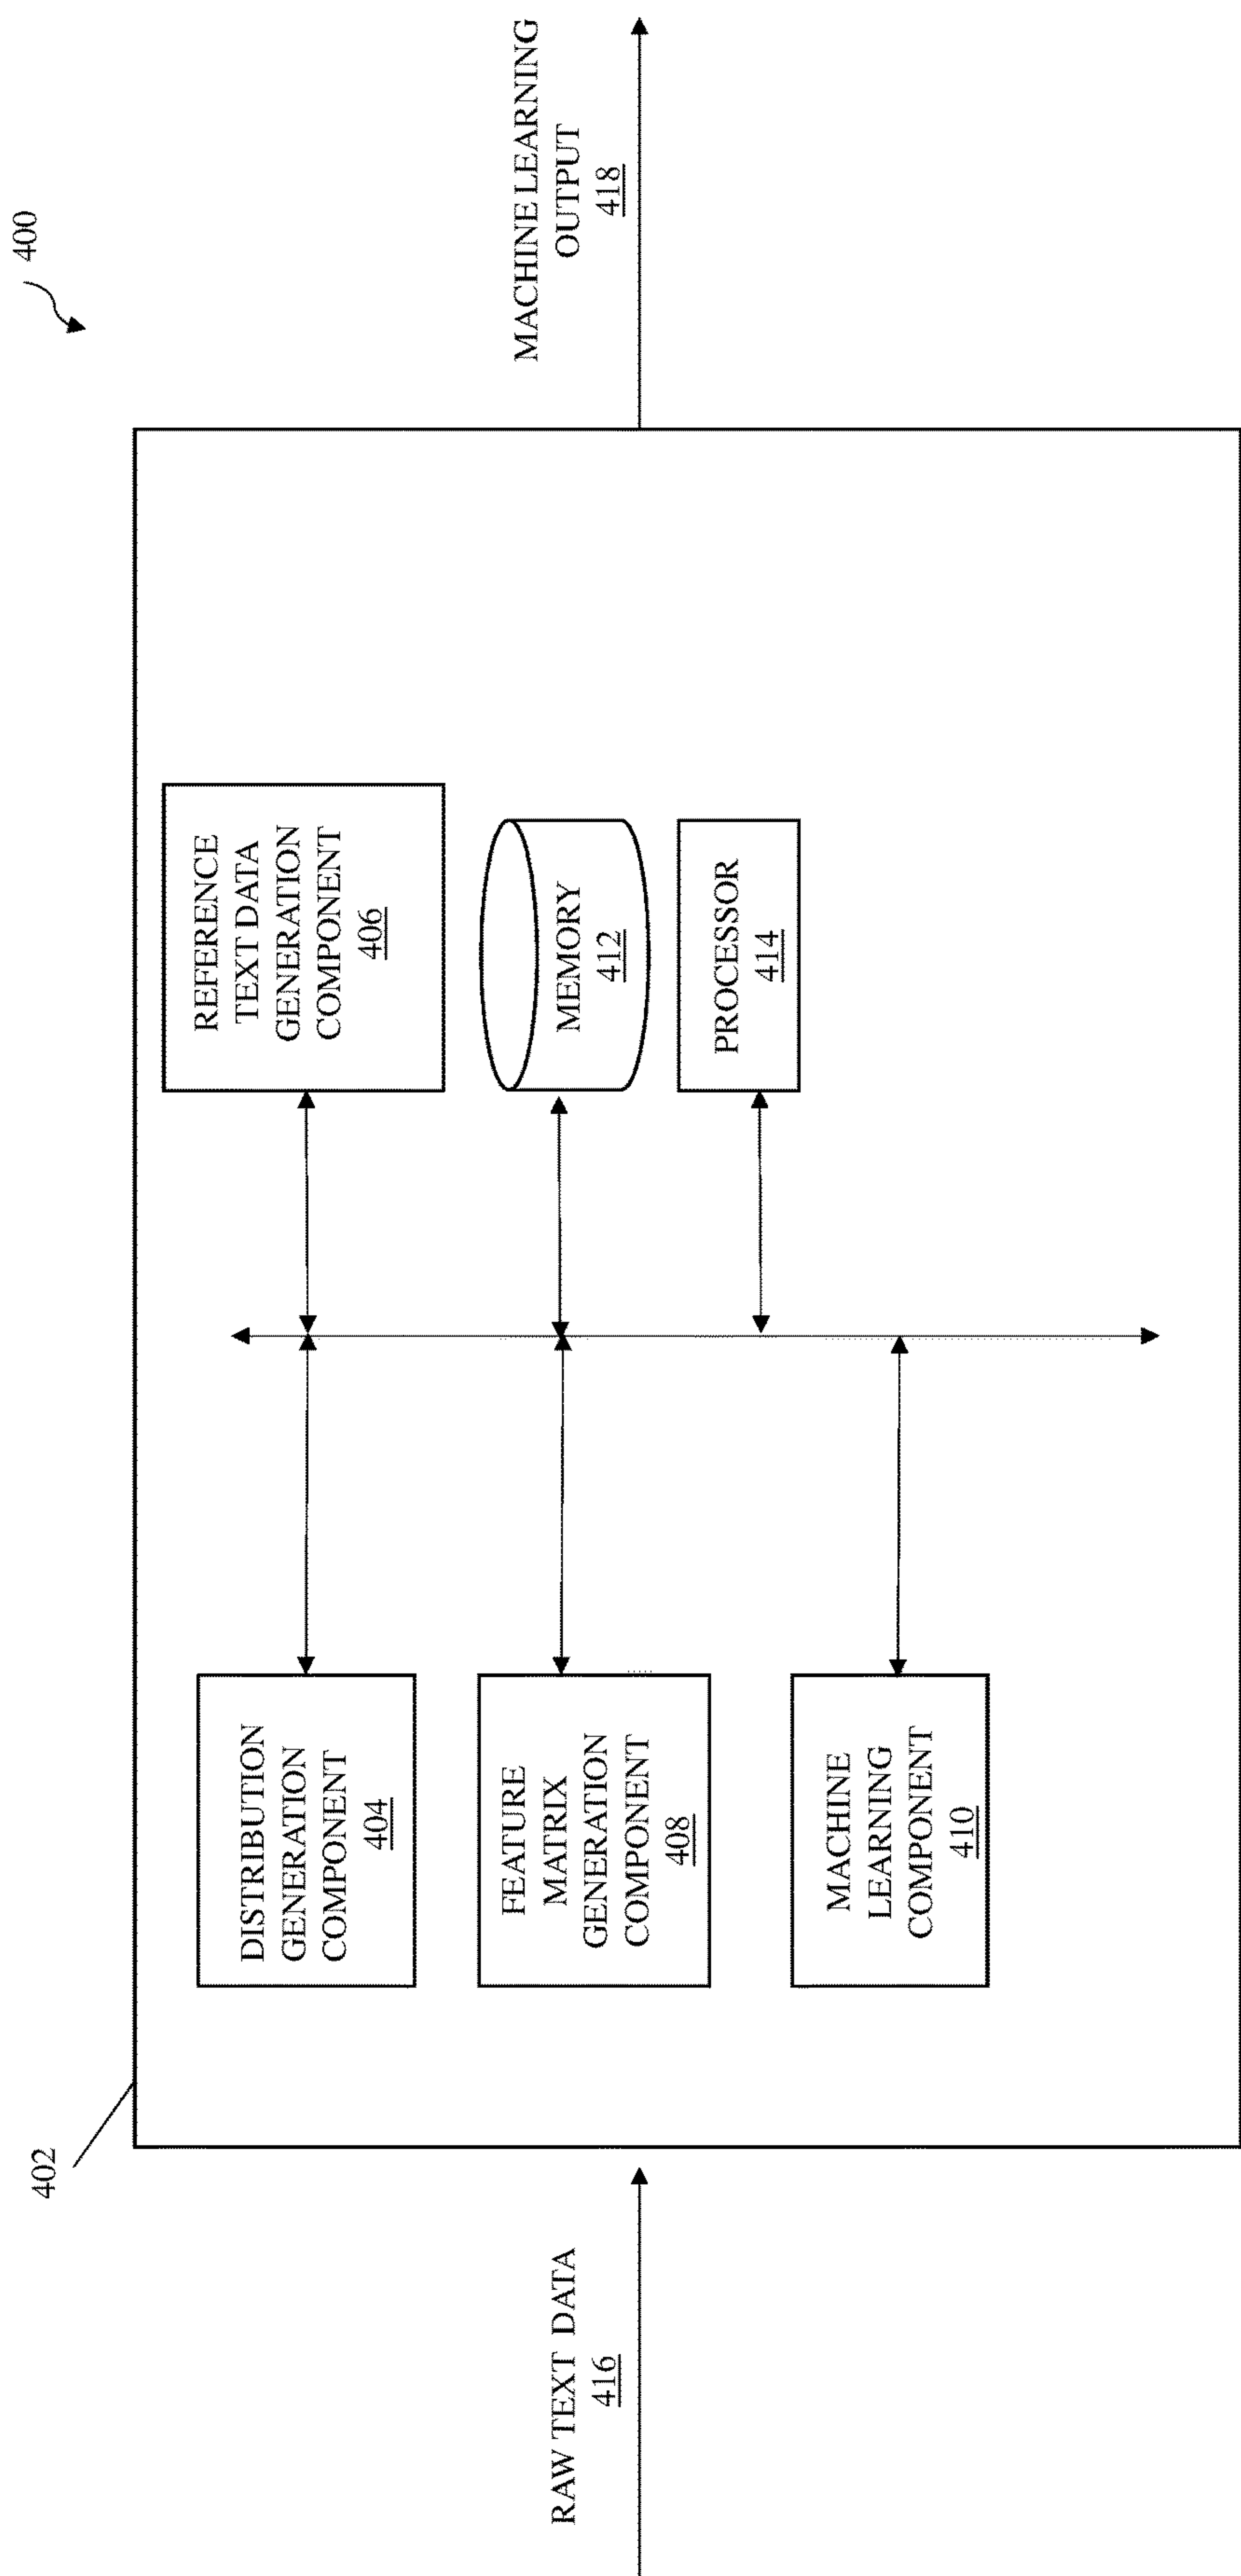 400
402
RAW TEXT DATA
416
DISTRIBUTION
GENERATION
COMPONENT
404
REFERENCE
TEXT DATA
GENERATION
COMPONENT
406
FEATURE
MATRIX
GENERATION
COMPONENT
408
MEMORY
412
MACHINE
LEARNING
COMPONENT
410
PROCESSOR
414
MACHINE LEARNING
OUTPUT
418